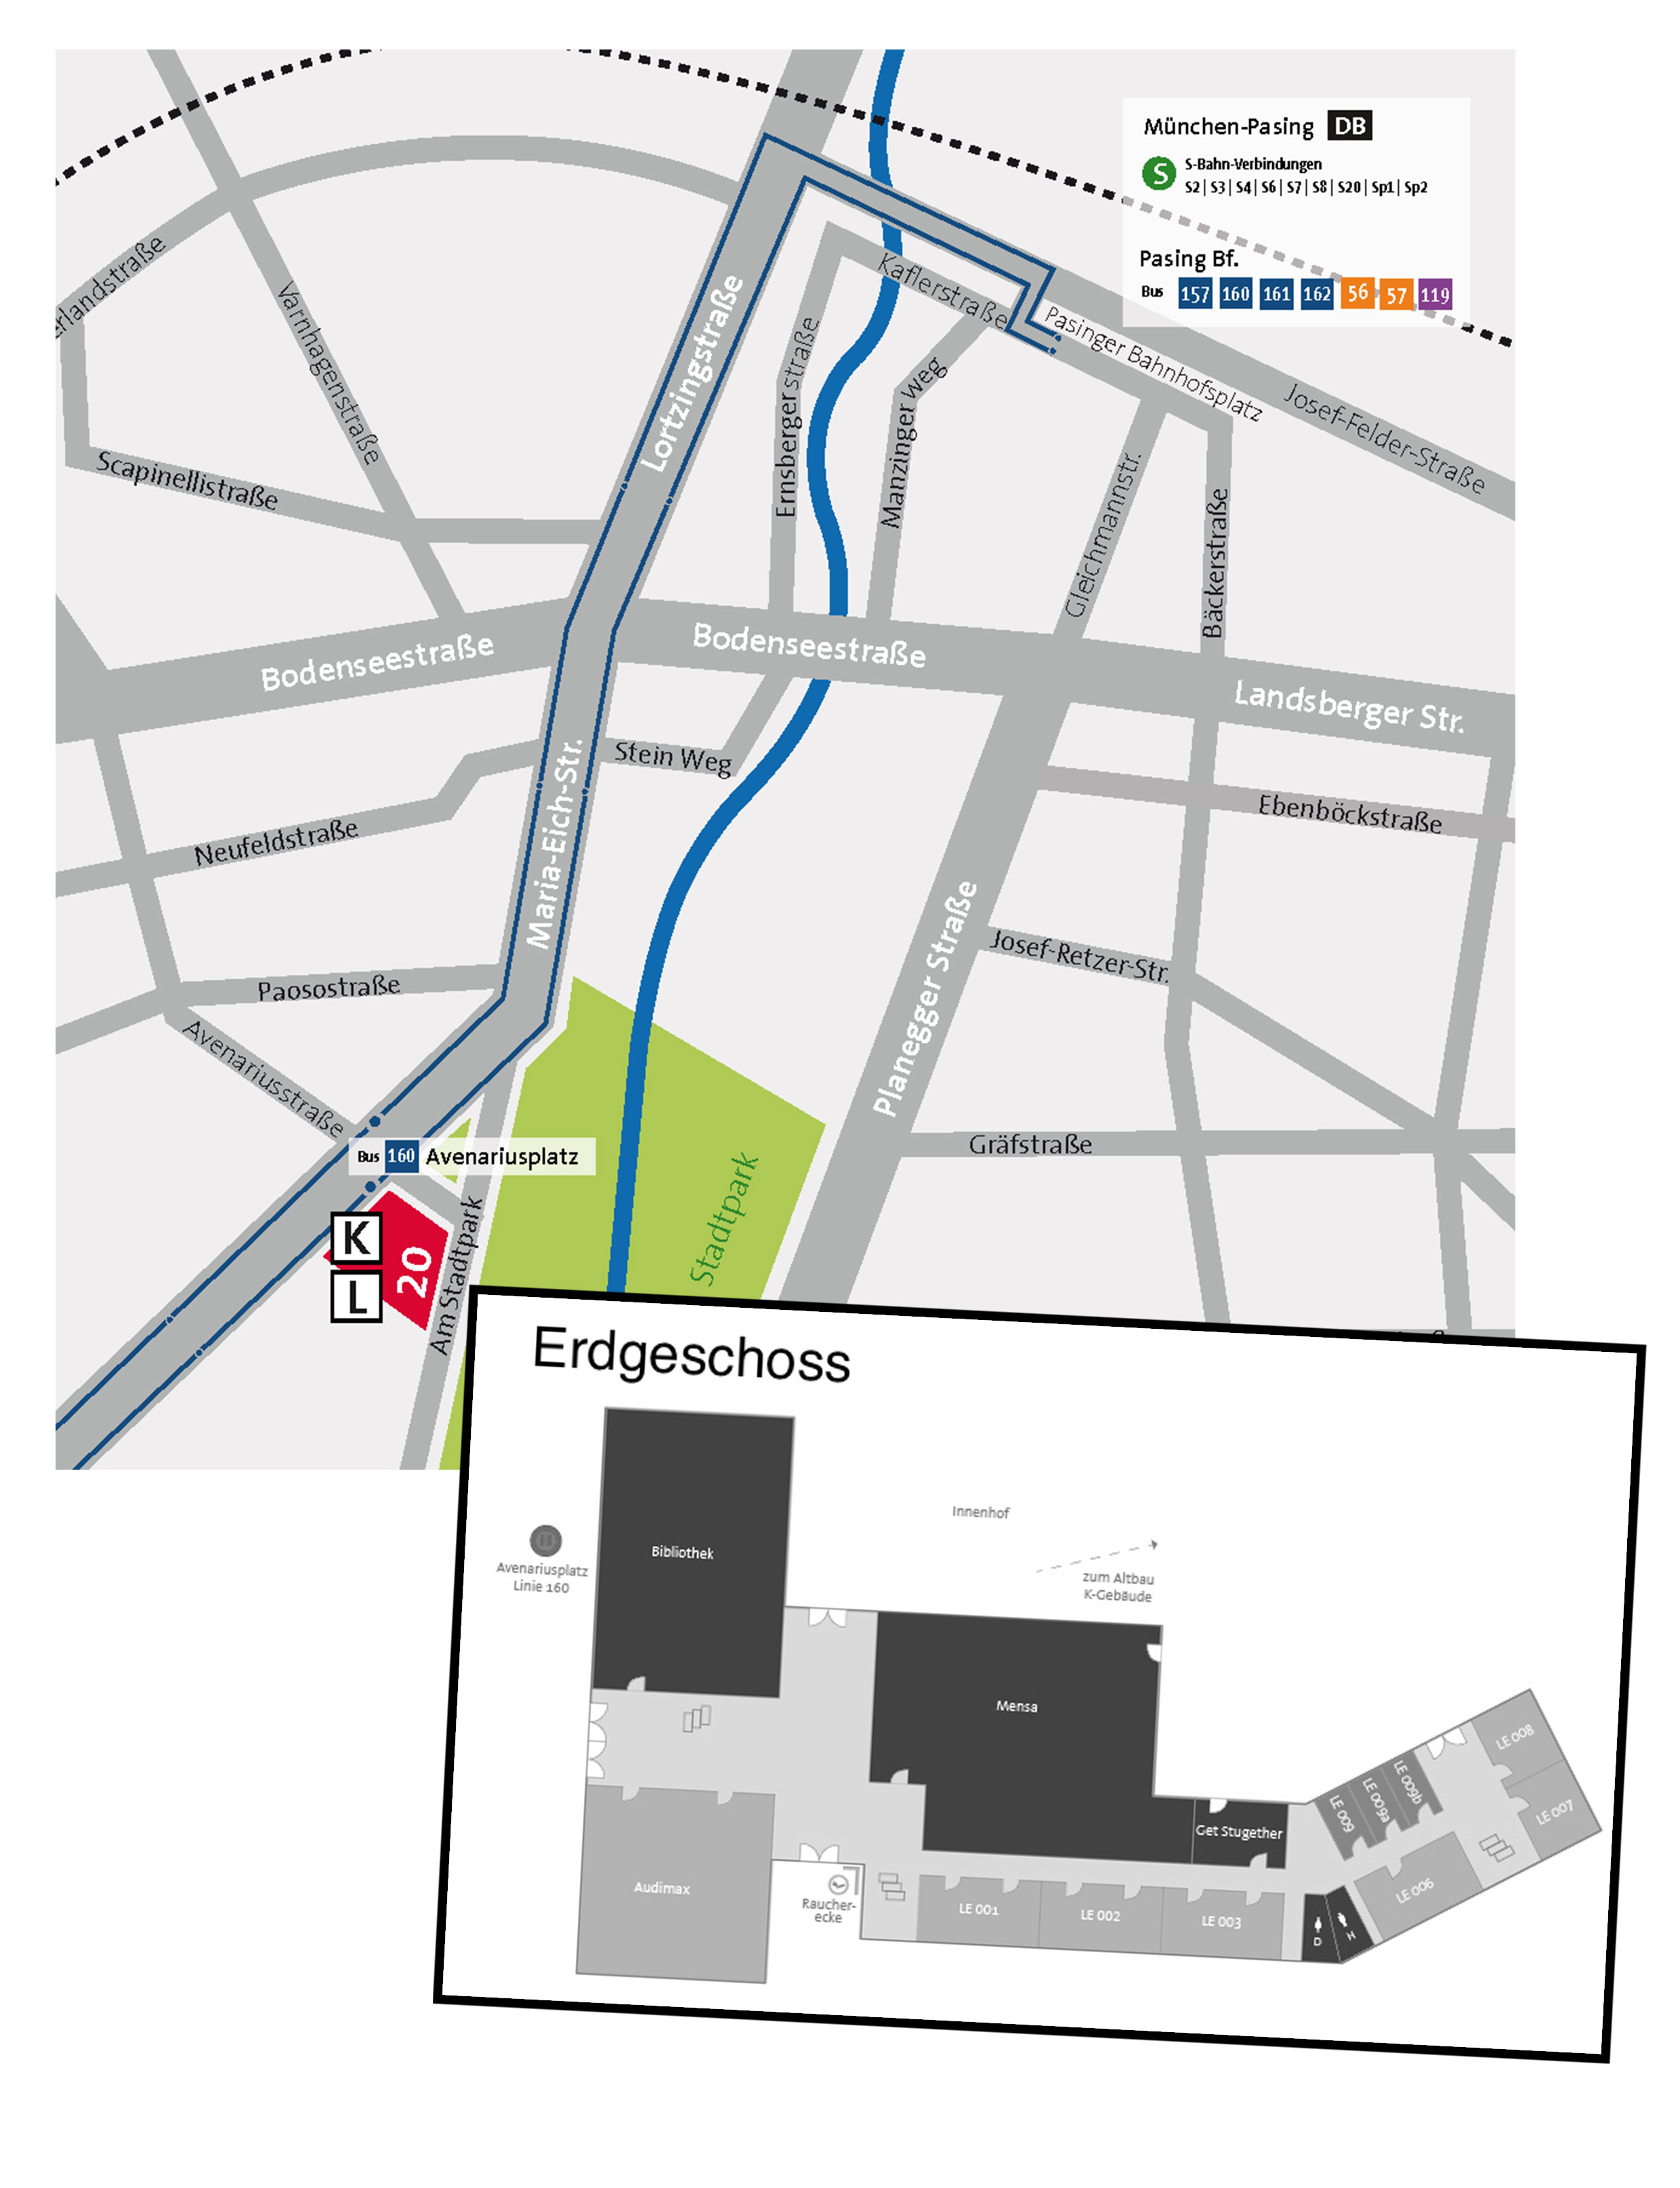 München-Pasing DB
S S-Bahn-Verbindungen
S2 | S3 | S4 | S6 | S7 | S8 | S20 | Sp1 | Sp2
Pasing Bf.
Bus 157 160 161 162 56 57 119
Kaflerstraße
Pasinger Bahnhofsplatz
Josef-Felder-Straße
Varnhagenstraße
Lortzingstraße
Ernsberger straße
Manzinger Weg
Gleichmannstr.
Bäckerstraße
Scapinellistraße
Bodenseestraße
Bodenseestraße
Landsberger Str.
Stein Weg
Maria-Eich-Str.
Ebenböckstraße
Neufeldstraße
Planegger Straße
Josef-Retzer-Str.
Paosostraße
Avenariusstraße
Gräfstraße
Bus 160 Avenariusplatz
Stadtpark
Am Stadtpark
K
20
L
Erdgeschoss
Innenhof
H
Bibliothek
Avenariusplatz
Linie 160
zum Altbau
K-Gebäude
Mensa
LE 008
LE 009
LE 009a
LE 009b
LE 007
Get Stugether
Audimax
LE 006
Raucher-
ecke
LE 001
LE 002
LE 003
D
H